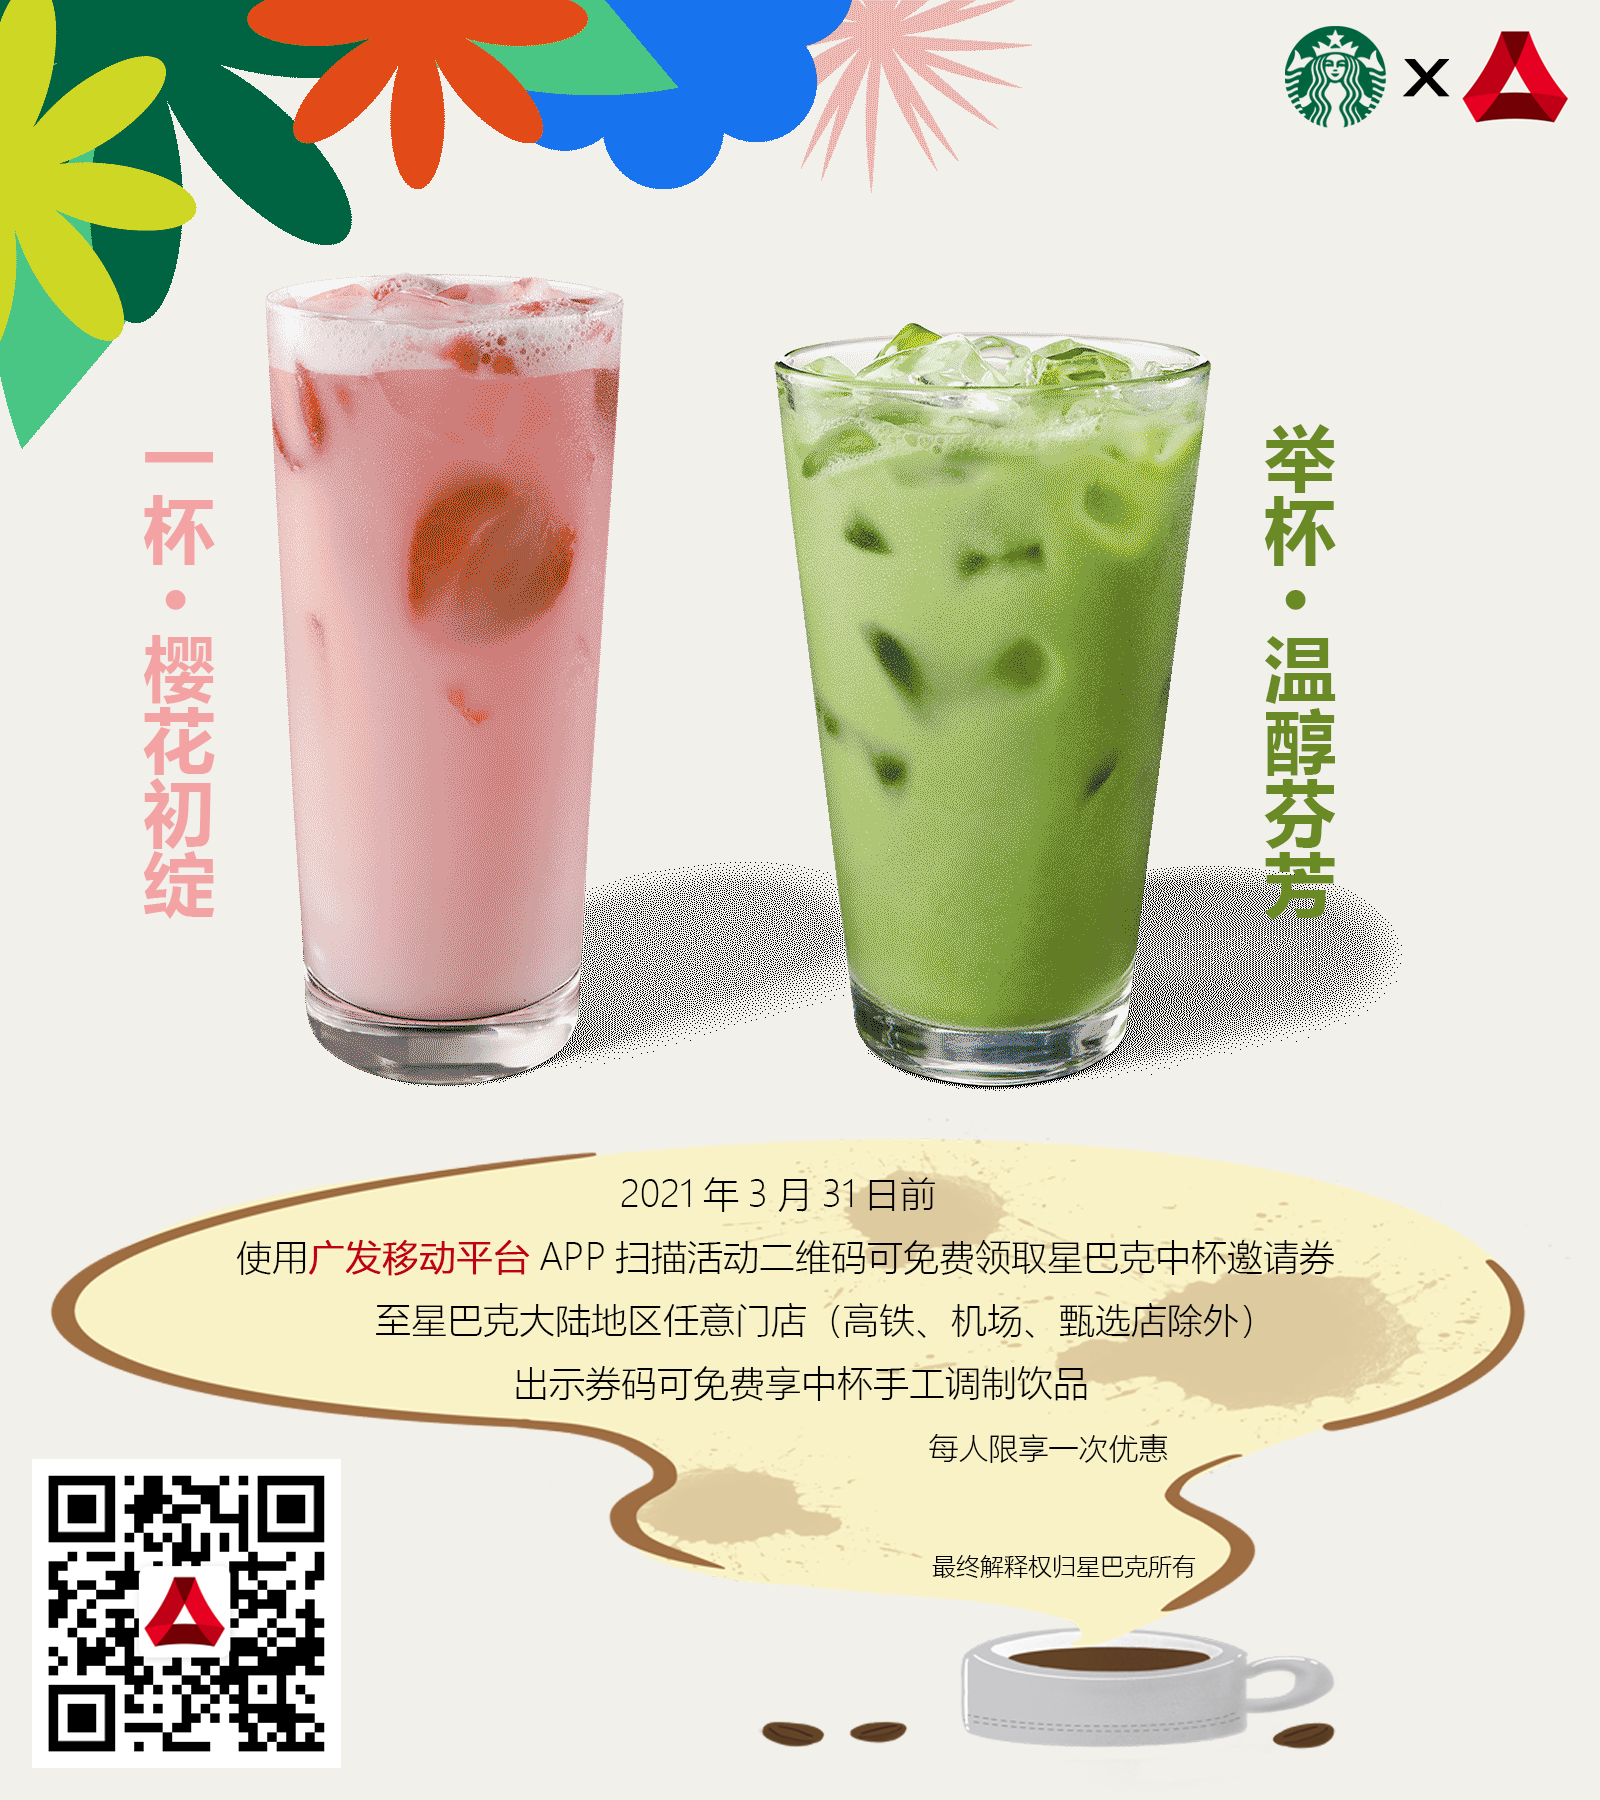 X
一杯·樱花初绽
举杯·温醇芬芳
2021年3月31日前
使用广发移动平台 APP 扫描活动二维码可免费领取星巴克中杯邀请券
至星巴克大陆地区任意门店（高铁、机场、甄选店除外）
出示券码可免费享中杯手工调制饮品
每人限享一次优惠
最终解释权归星巴克所有